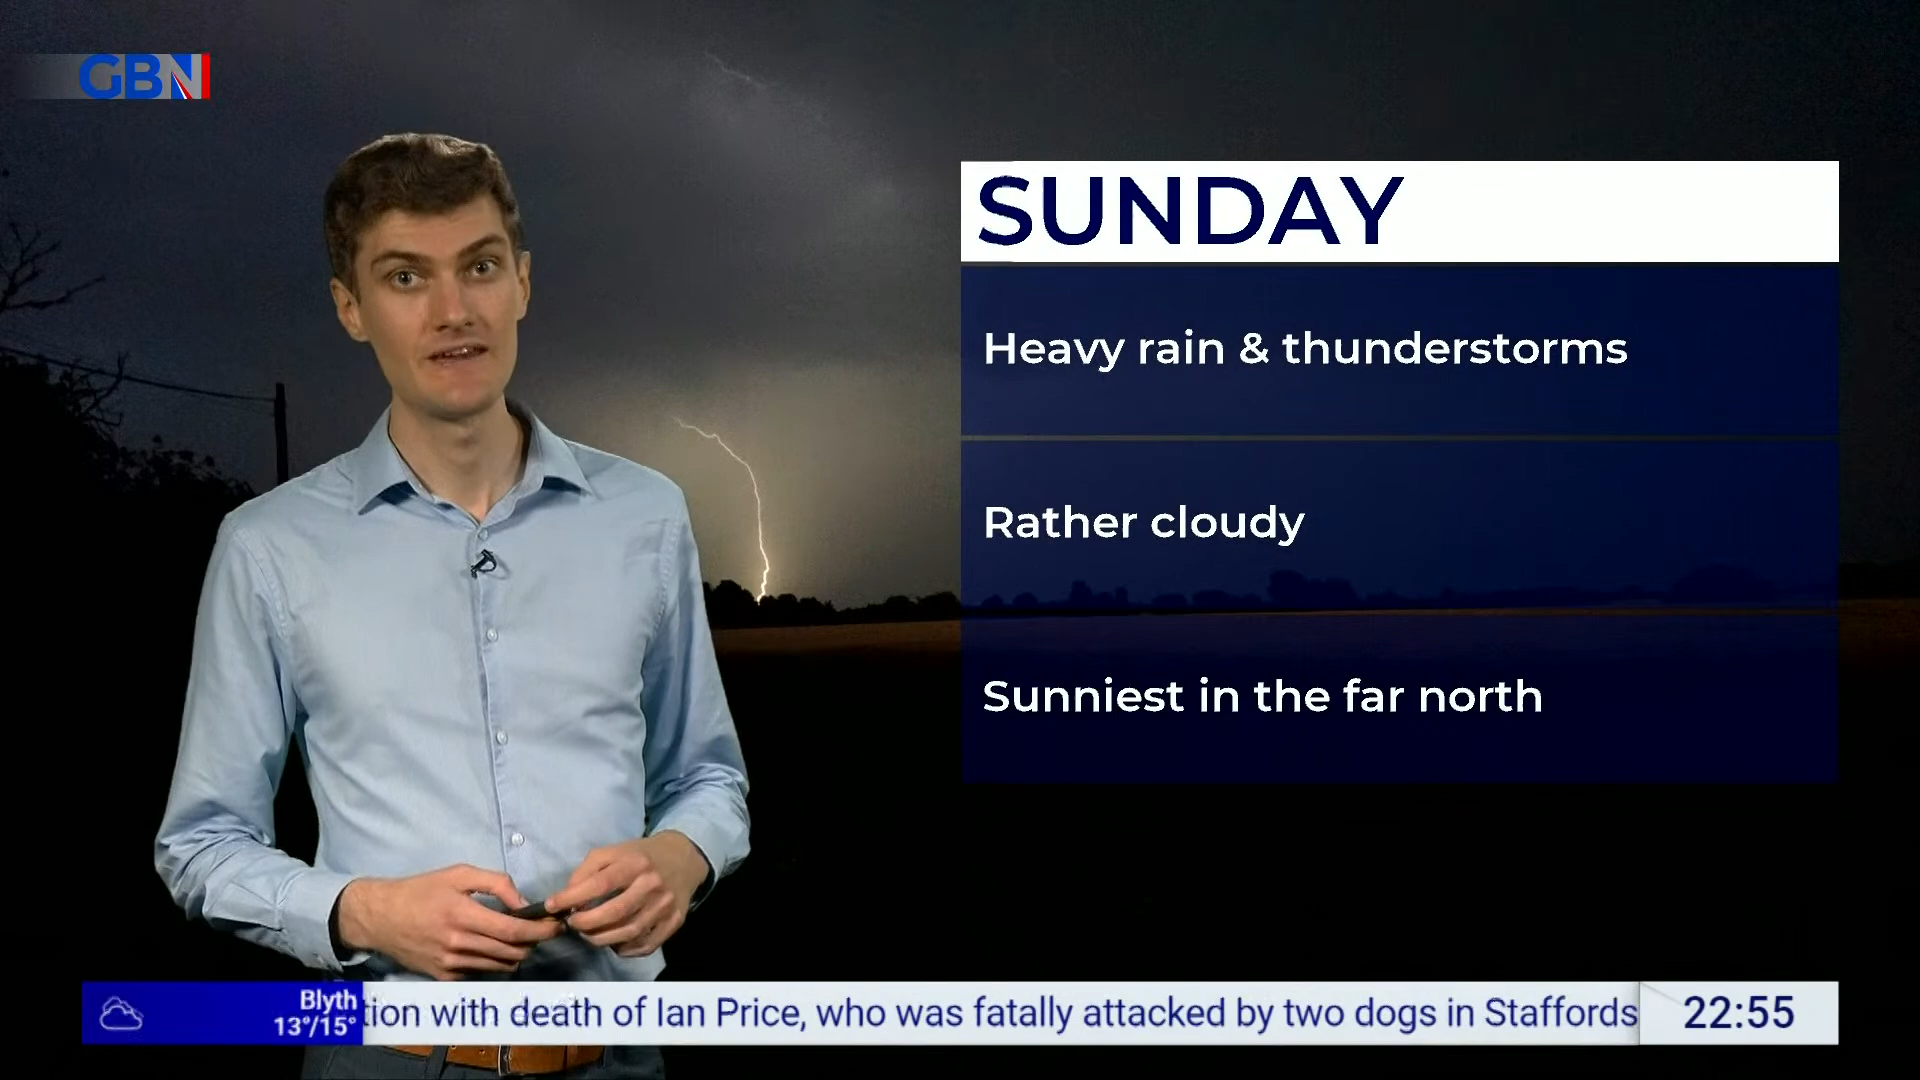 GBN
SUNDAY
Heavy rain & thunderstorms
Rather cloudy
Sunniest in the far north
Blyth
13°/15°
tion with death of Ian Price, who was fatally attacked by two dogs in Staffords
22:55